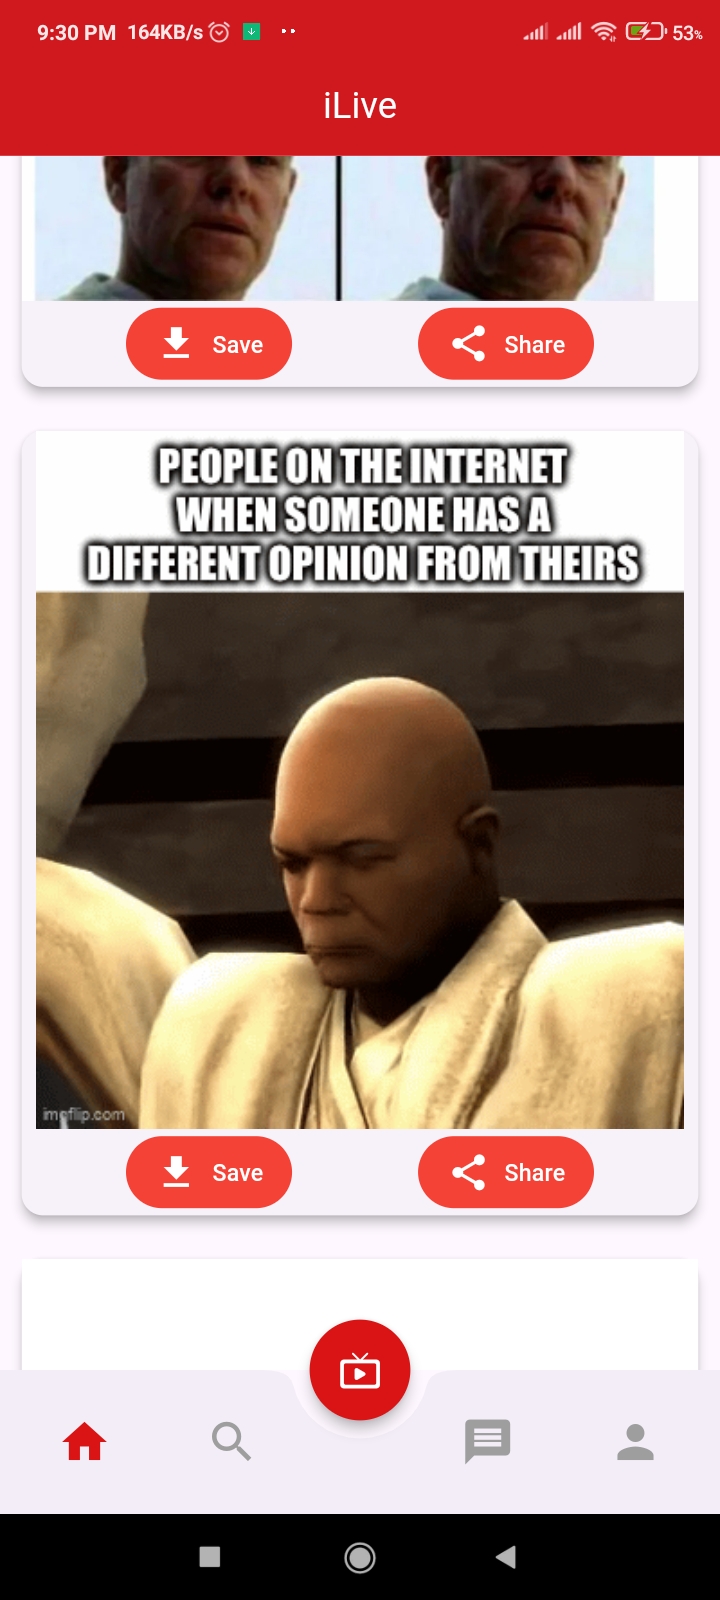 9:30 PM 164KB/s 53%
iLive
Save Share
PEOPLE ON THE INTERNET
WHEN SOMEONE HAS A
DIFFERENT OPINION FROM THEIRS
imgflip.com
Save Share